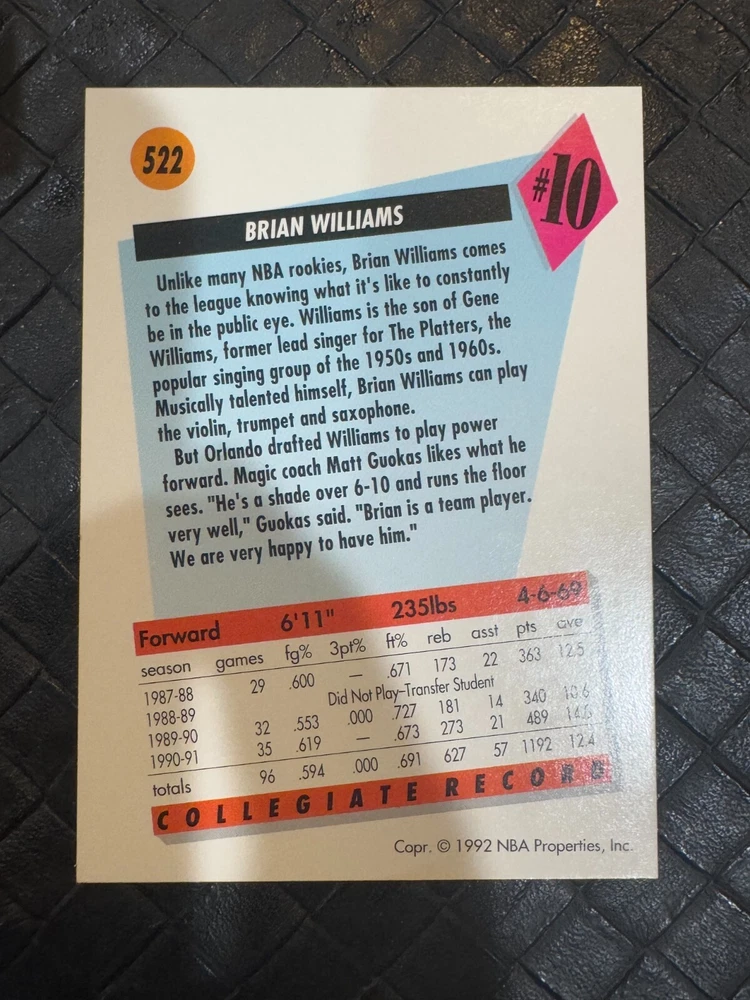 522
#10
BRIAN WILLIAMS
Unlike many NBA rookies, Brian Williams comes
to the league knowing what it's like to constantly
be in the public eye. Williams is the son of Gene
Williams, former lead singer for The Platters, the
popular singing group of the 1950s and 1960s.
Musically talented himself, Brian Williams can play
the violin, trumpet and saxophone.
But Orlando drafted Williams to play power
forward. Magic coach Matt Guokas likes what he
sees. "He's a shade over 6-10 and runs the floor
very well," Guokas said. "Brian is a team player.
We are very happy to have him."
Forward 6'11" 235lbs 4-6-69
season games fg% 3pt% ft% reb asst pts ave
1987-88 29 .600 — .671 173 22 363 12.5
1988-89 Did Not Play–Transfer Student
1989-90 32 .553 .000 .727 181 14 340 10.6
1990-91 35 .619 — .673 273 21 489 14.0
totals 96 .594 .000 .691 627 57 1192 12.4
COLLEGIATE RECORD
Copr. © 1992 NBA Properties, Inc.